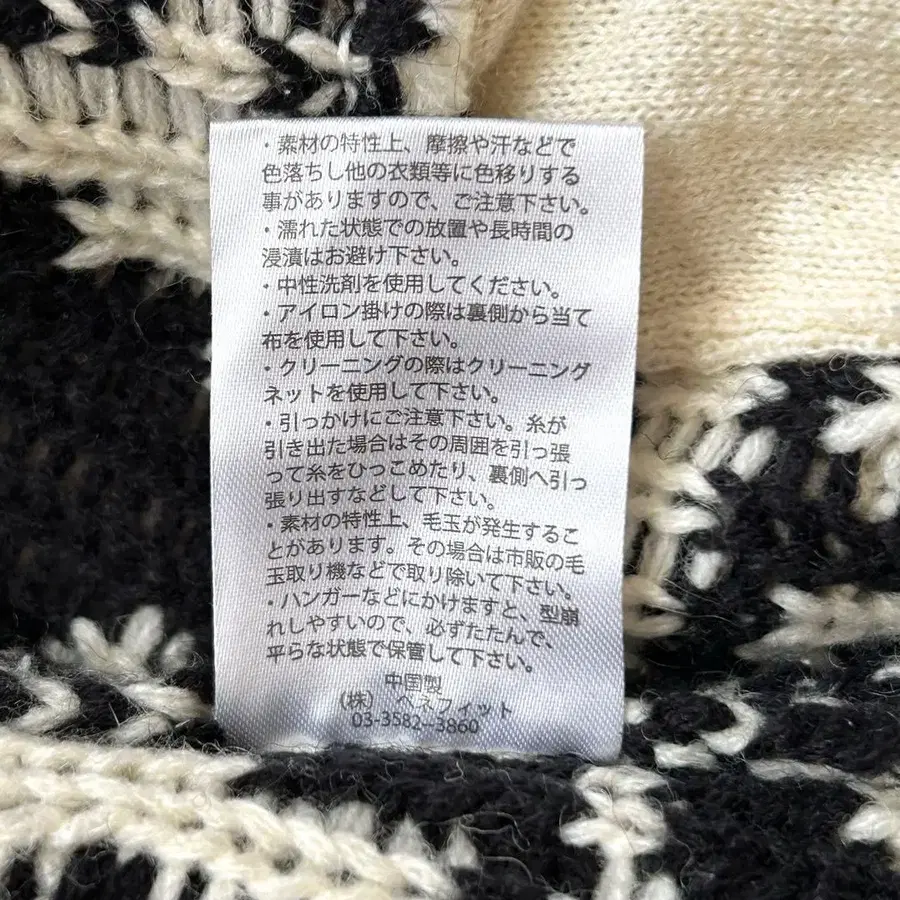 ・素材の特性上、摩擦や汗などで
色落ちし他の衣類等に色移りする
事がありますので、ご注意下さい。
・濡れた状態での放置や長時間の
浸漬はお避け下さい。
・中性洗剤を使用してください。
・アイロン掛けの際は裏側から当て
布を使用して下さい。
・クリーニングの際はクリーニング
ネットを使用して下さい。
・引っかけにご注意下さい。糸が
引き出た場合はその周囲を引っ張
って糸をひっこめたり、裏側へ引っ
張り出すなどして下さい。
・素材の特性上、毛玉が発生するこ
とがあります。その場合は市販の毛
玉取り機などで取り除いて下さい。
・ハンガーなどにかけますと、型崩
れしやすいので、必ずたたんで、
平らな状態で保管して下さい。
中国製
（株） ベネフィット
03-3582-3860